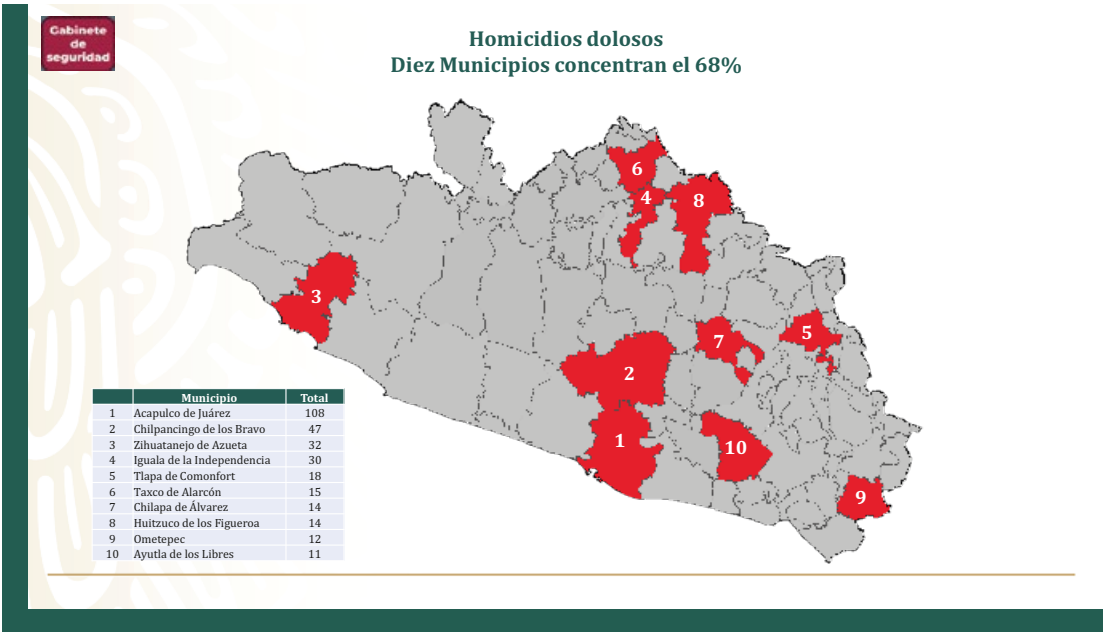 Gabinete
de
seguridad
Homicidios dolosos
Diez Municipios concentran el 68%
6
4
8
3
5
7
2
1
10
9
Municipio Total
1 Acapulco de Juárez 108
2 Chilpancingo de los Bravo 47
3 Zihuatanejo de Azueta 32
4 Iguala de la Independencia 30
5 Tlapa de Comonfort 18
6 Taxco de Alarcón 15
7 Chilapa de Álvarez 14
8 Huitzuco de los Figueroa 14
9 Ometepec 12
10 Ayutla de los Libres 11